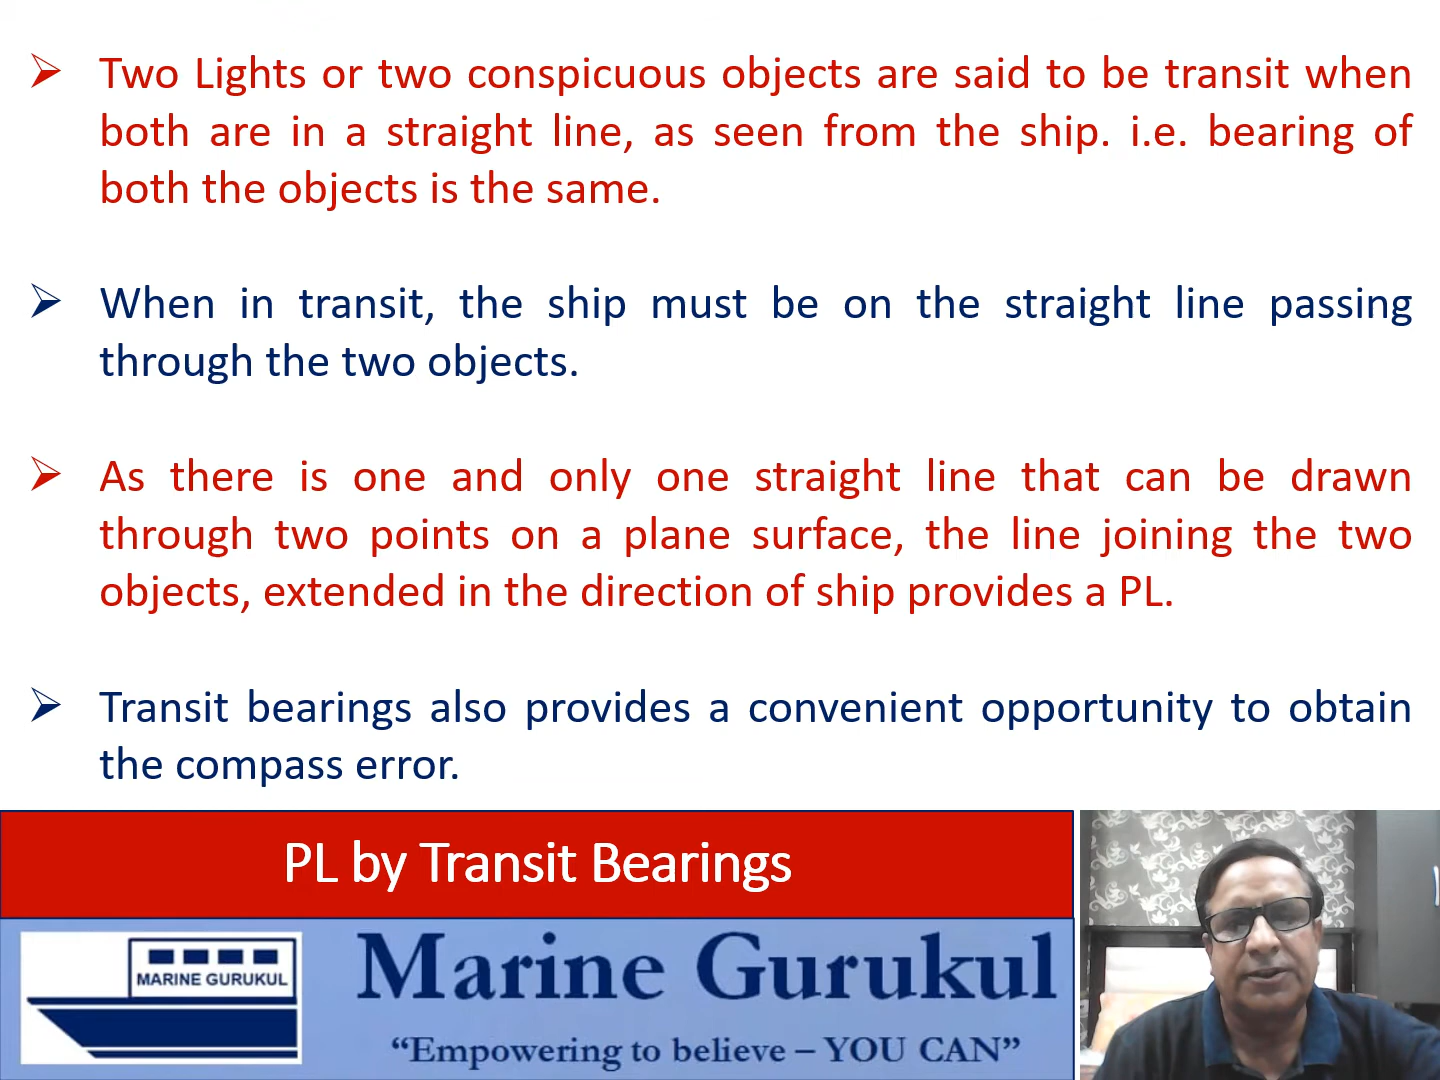 Two Lights or two conspicuous objects are said to be transit when
both are in a straight line, as seen from the ship. i.e. bearing of
both the objects is the same.
When in transit, the ship must be on the straight line passing
through the two objects.
As there is one and only one straight line that can be drawn
through two points on a plane surface, the line joining the two
objects, extended in the direction of ship provides a PL.
Transit bearings also provides a convenient opportunity to obtain
the compass error.
PL by Transit Bearings
MARINE GURUKUL
Marine Gurukul
“Empowering to believe – YOU CAN”